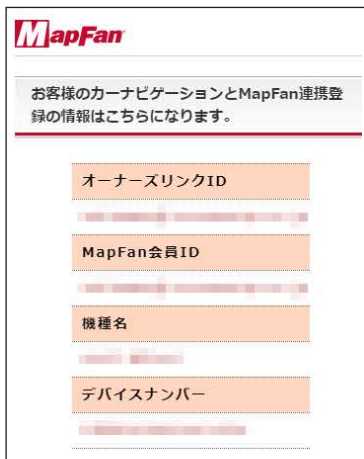 MapFan
お客様のカーナビゲーションとMapFan連携登
録の情報はこちらになります。
オーナーズリンクID
MapFan会員ID
機種名
デバイスナンバー